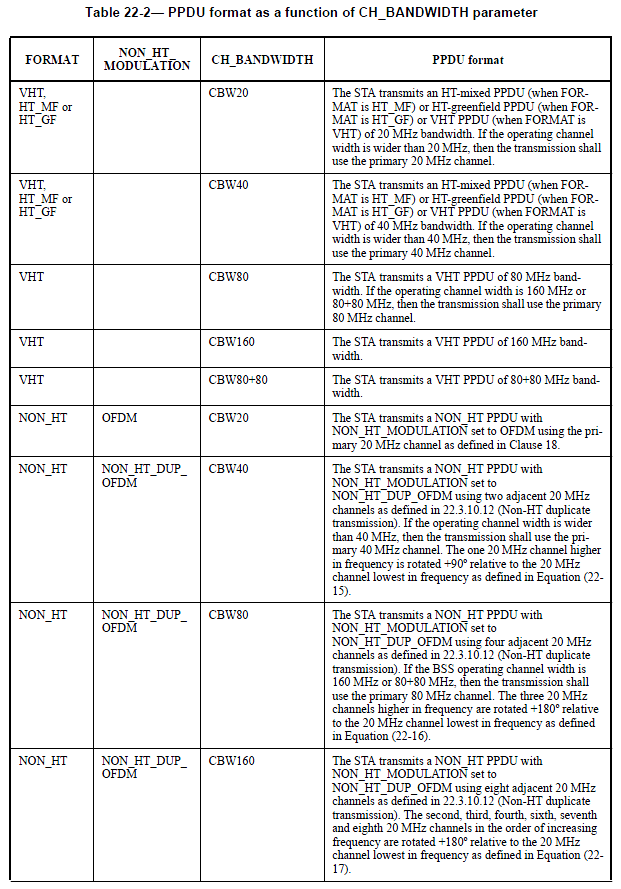 Table 22-2— PPDU format as a function of CH_BANDWIDTH parameter
FORMAT
NON_HT_
MODULATION
CH_BANDWIDTH
PPDU format
VHT,
HT_MF or
HT_GF
CBW20
The STA transmits an HT-mixed PPDU (when FOR-
MAT is HT_MF) or HT-greenfield PPDU (when FOR-
MAT is HT_GF) or VHT PPDU (when FORMAT is
VHT) of 20 MHz bandwidth. If the operating channel
width is wider than 20 MHz, then the transmission shall
use the primary 20 MHz channel.
VHT,
HT_MF or
HT_GF
CBW40
The STA transmits an HT-mixed PPDU (when FOR-
MAT is HT_MF) or HT-greenfield PPDU (when FOR-
MAT is HT_GF) or VHT PPDU (when FORMAT is
VHT) of 40 MHz bandwidth. If the operating channel
width is wider than 40 MHz, then the transmission shall
use the primary 40 MHz channel.
VHT
CBW80
The STA transmits a VHT PPDU of 80 MHz band-
width. If the operating channel width is 160 MHz or
80+80 MHz, then the transmission shall use the primary
80 MHz channel.
VHT
CBW160
The STA transmits a VHT PPDU of 160 MHz band-
width.
VHT
CBW80+80
The STA transmits a VHT PPDU of 80+80 MHz band-
width.
NON_HT
OFDM
CBW20
The STA transmits a NON_HT PPDU with
NON_HT_MODULATION set to OFDM using the pri-
mary 20 MHz channel as defined in Clause 18.
NON_HT
NON_HT_DUP_
OFDM
CBW40
The STA transmits a NON_HT PPDU with
NON_HT_MODULATION set to
NON_HT_DUP_OFDM using two adjacent 20 MHz
channels as defined in 22.3.10.12 (Non-HT duplicate
transmission). If the operating channel width is wider
than 40 MHz, then the transmission shall use the pri-
mary 40 MHz channel. The one 20 MHz channel higher
in frequency is rotated +90º relative to the 20 MHz
channel lowest in frequency as defined in Equation (22-
15).
NON_HT
NON_HT_DUP_
OFDM
CBW80
The STA transmits a NON_HT PPDU with
NON_HT_MODULATION set to
NON_HT_DUP_OFDM using four adjacent 20 MHz
channels as defined in 22.3.10.12 (Non-HT duplicate
transmission). If the BSS operating channel width is
160 MHz or 80+80 MHz, then the transmission shall
use the primary 80 MHz channel. The three 20 MHz
channels higher in frequency are rotated +180º relative
to the 20 MHz channel lowest in frequency as defined
in Equation (22-16).
NON_HT
NON_HT_DUP_
OFDM
CBW160
The STA transmits a NON_HT PPDU with
NON_HT_MODULATION set to
NON_HT_DUP_OFDM using eight adjacent 20 MHz
channels as defined in 22.3.10.12 (Non-HT duplicate
transmission). The second, third, fourth, sixth, seventh
and eighth 20 MHz channels in the order of increasing
frequency are rotated +180º relative to the 20 MHz
channel lowest in frequency as defined in Equation (22-
17).